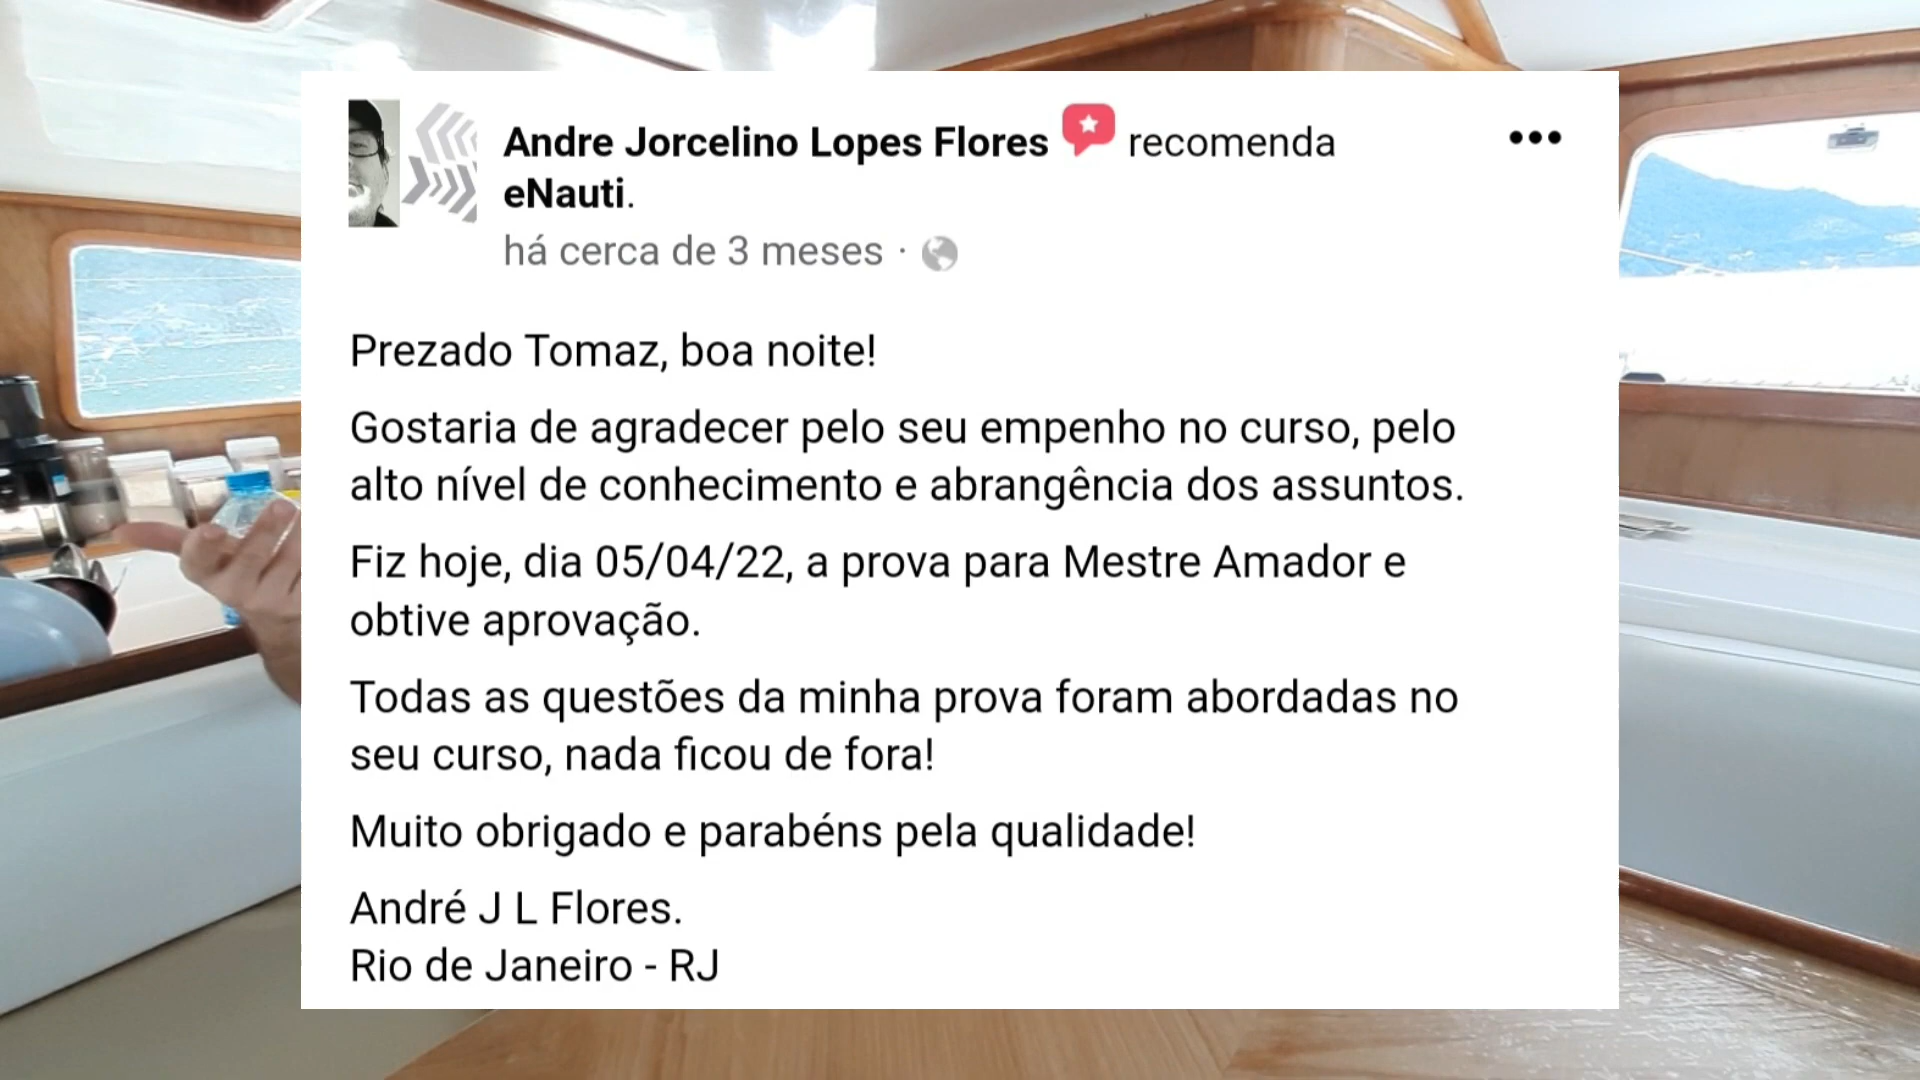 Andre Jorcelino Lopes Flores recomenda
eNauti.
há cerca de 3 meses ·
Prezado Tomaz, boa noite!
Gostaria de agradecer pelo seu empenho no curso, pelo
alto nível de conhecimento e abrangência dos assuntos.
Fiz hoje, dia 05/04/22, a prova para Mestre Amador e
obtive aprovação.
Todas as questões da minha prova foram abordadas no
seu curso, nada ficou de fora!
Muito obrigado e parabéns pela qualidade!
André J L Flores.
Rio de Janeiro - RJ